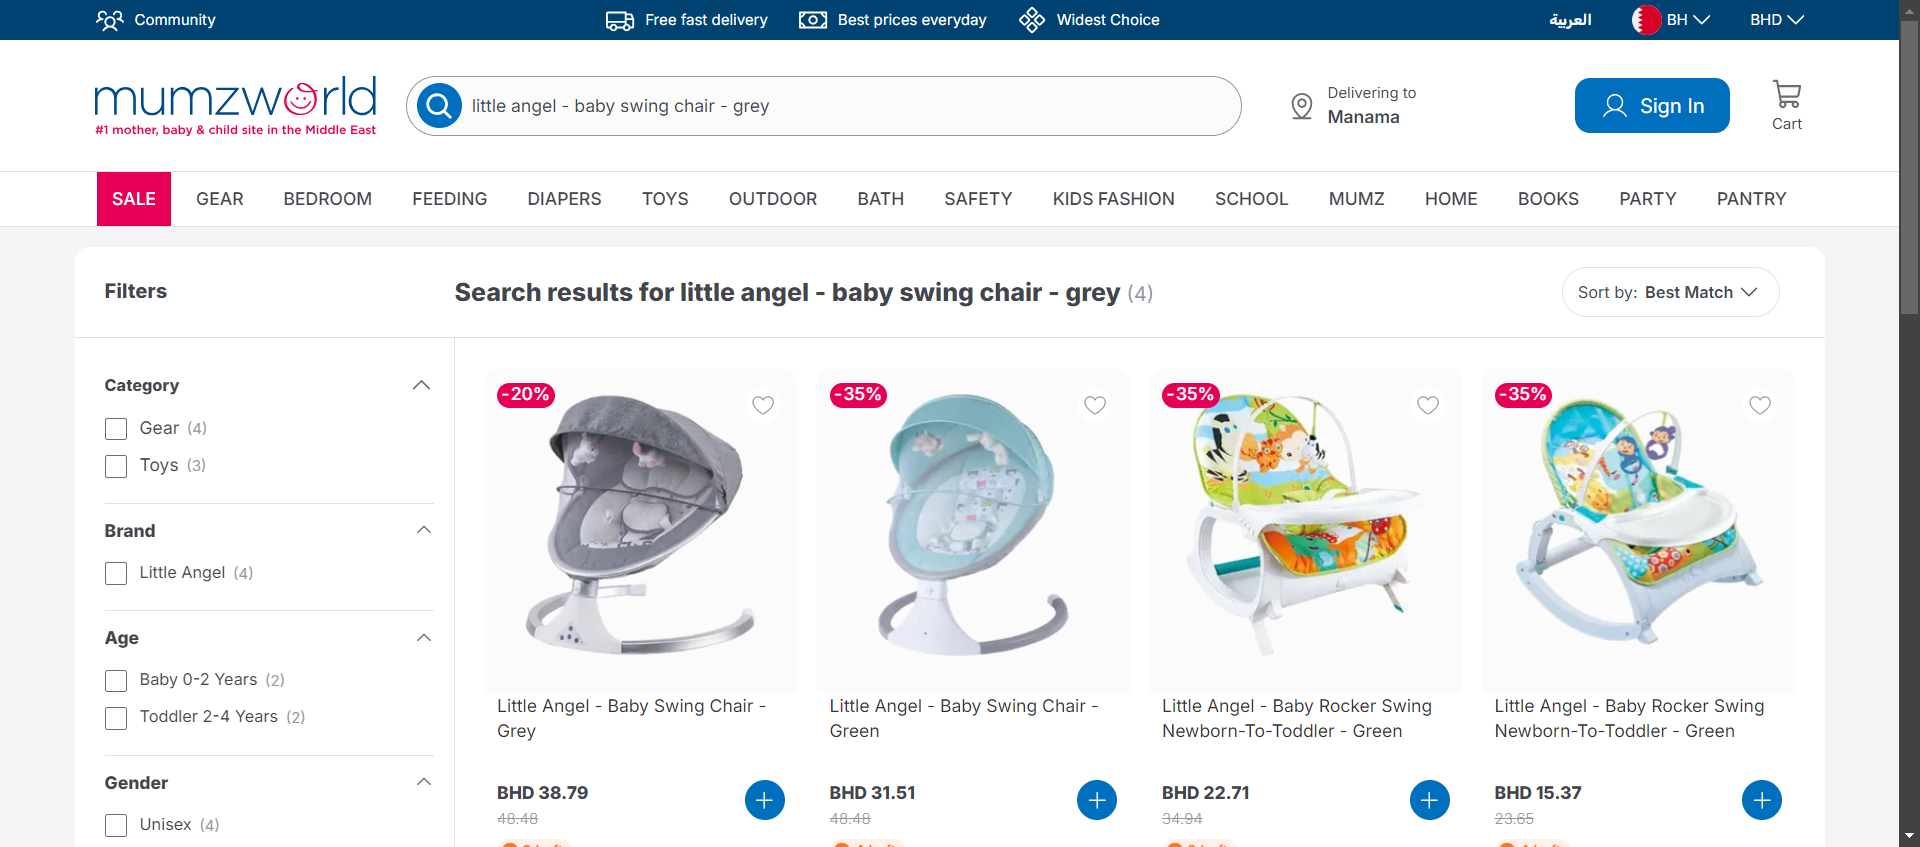 Community
Free fast delivery
Best prices everyday
Widest Choice
العربية
BH
BHD
mumzworld
#1 mother, baby & child site in the Middle East
little angel - baby swing chair - grey
Delivering to
Manama
Sign In
Cart
SALE
GEAR
BEDROOM
FEEDING
DIAPERS
TOYS
OUTDOOR
BATH
SAFETY
KIDS FASHION
SCHOOL
MUMZ
HOME
BOOKS
PARTY
PANTRY
Filters
Search results for little angel - baby swing chair - grey (4)
Sort by: Best Match
Category
Gear (4)
Toys (3)
Brand
Little Angel (4)
Age
Baby 0-2 Years (2)
Toddler 2-4 Years (2)
Gender
Unisex (4)
-20%
Little Angel - Baby Swing Chair -
Grey
BHD 38.79
48.48
-35%
Little Angel - Baby Swing Chair -
Green
BHD 31.51
48.48
-35%
Little Angel - Baby Rocker Swing
Newborn-To-Toddler - Green
BHD 22.71
34.94
-35%
Little Angel - Baby Rocker Swing
Newborn-To-Toddler - Green
BHD 15.37
23.65